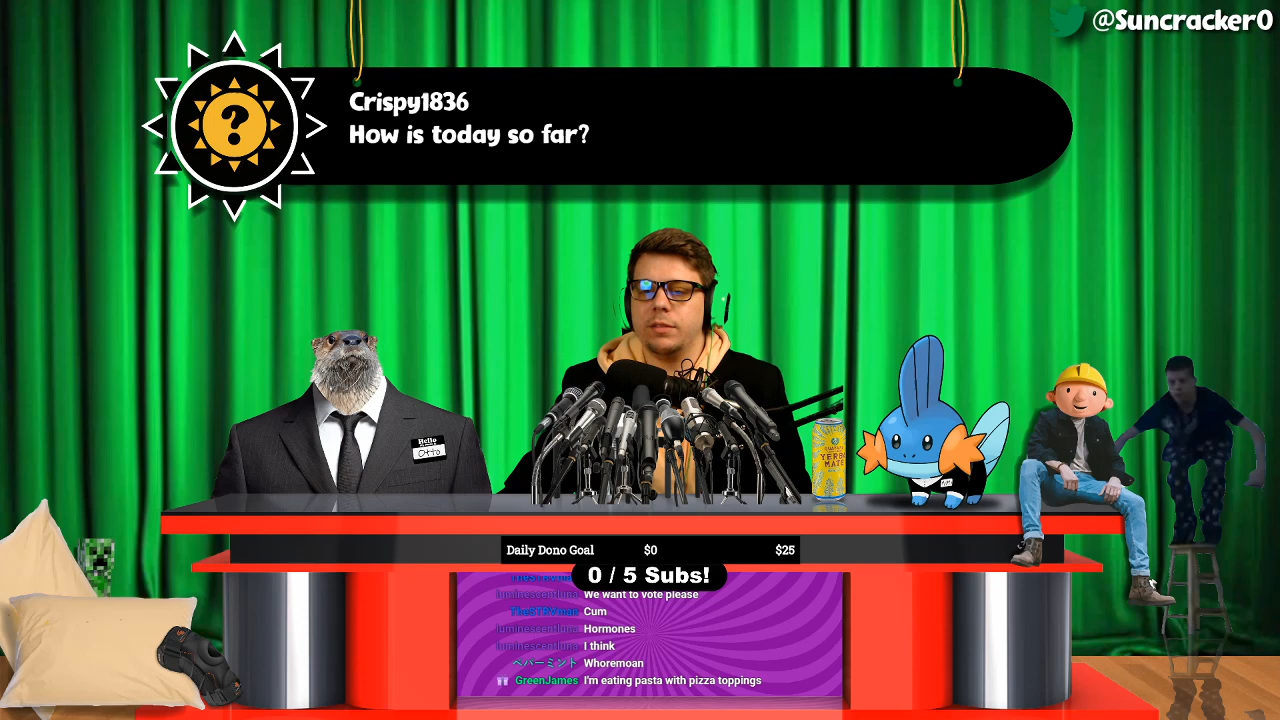 @Suncracker0
?
Crispy1836
How is today so far?
Hello
Otto
YERBA
MATE
Daily Dono Goal $0 $25
0 / 5 Subs!
luminescentluna We want to vote please
TheSTRVman Cum
luminescentluna Hormones
luminescentluna I think
ペパーミント Whoremoan
GreenJames I'm eating pasta with pizza toppings